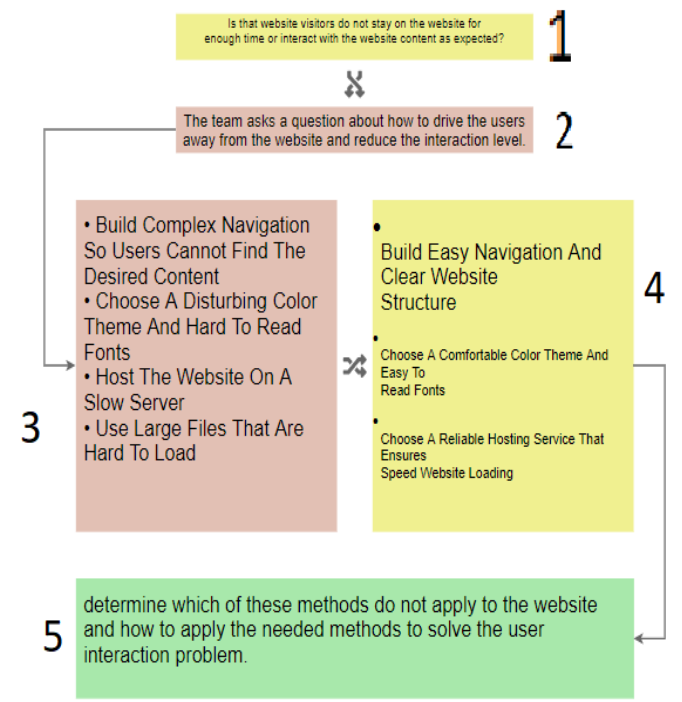 Is that website visitors do not stay on the website for
enough time or interact with the website content as expected?
1
The team asks a question about how to drive the users
away from the website and reduce the interaction level.
2
• Build Complex Navigation
So Users Cannot Find The
Desired Content
• Choose A Disturbing Color
Theme And Hard To Read
Fonts
• Host The Website On A
Slow Server
• Use Large Files That Are
Hard To Load
3
•
Build Easy Navigation And
Clear Website
Structure
•
Choose A Comfortable Color Theme And
Easy To
Read Fonts
•
Choose A Reliable Hosting Service That
Ensures
Speed Website Loading
4
determine which of these methods do not apply to the website
and how to apply the needed methods to solve the user
interaction problem.
5